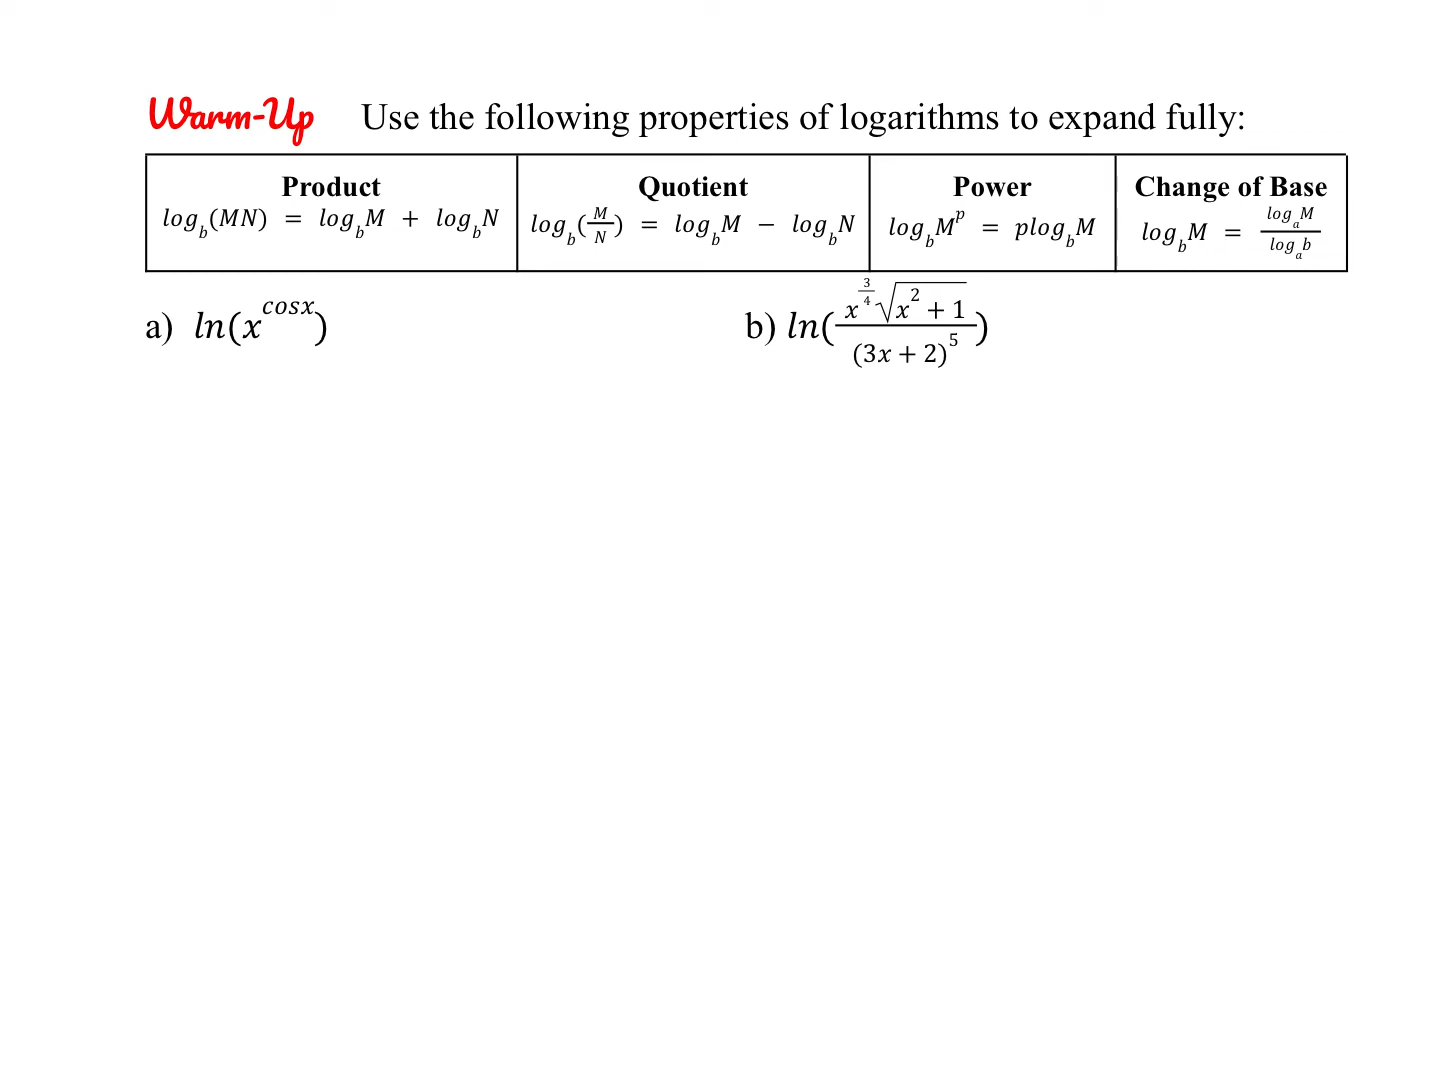 Warm-Up Use the following properties of logarithms to expand fully:
Product Quotient Power Change of Base
log_b(MN) = log_b M + log_b N log_b(M/N) = log_b M − log_b N log_b M^p = plog_b M log_b M = log_a M / log_a b
a) ln(x^cosx) b) ln(x^(3/4)√(x^2 + 1) / (3x + 2)^5)